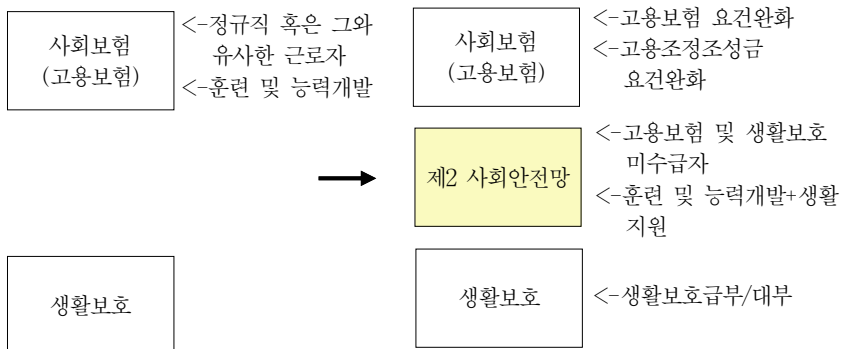 사회보험
(고용보험)
<-정규직 혹은 그와
유사한 근로자
<-훈련 및 능력개발
생활보호
사회보험
(고용보험)
<-고용보험 요건완화
<-고용조정조성금
요건완화
제2 사회안전망
<-고용보험 및 생활보호
미수급자
<-훈련 및 능력개발+생활
지원
생활보호
<-생활보호급부/대부